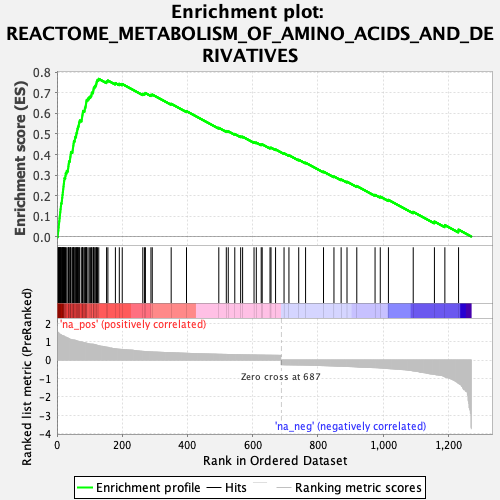 Enrichment plot:
REACTOME_METABOLISM_OF_AMINO_ACIDS_AND_DE
RIVATIVES
Enrichment score (ES)
0.8
0.7
0.6
0.5
0.4
0.3
0.2
0.1
0.0
'na_pos' (positively correlated)
Ranked list metric (PreRanked)
2
1
0
-1
-2
-3
-4
Zero cross at 687
'na_neg' (negatively correlated)
0
200
400
600
800
1,000
1,200
Rank in Ordered Dataset
Enrichment profile
Hits
Ranking metric scores